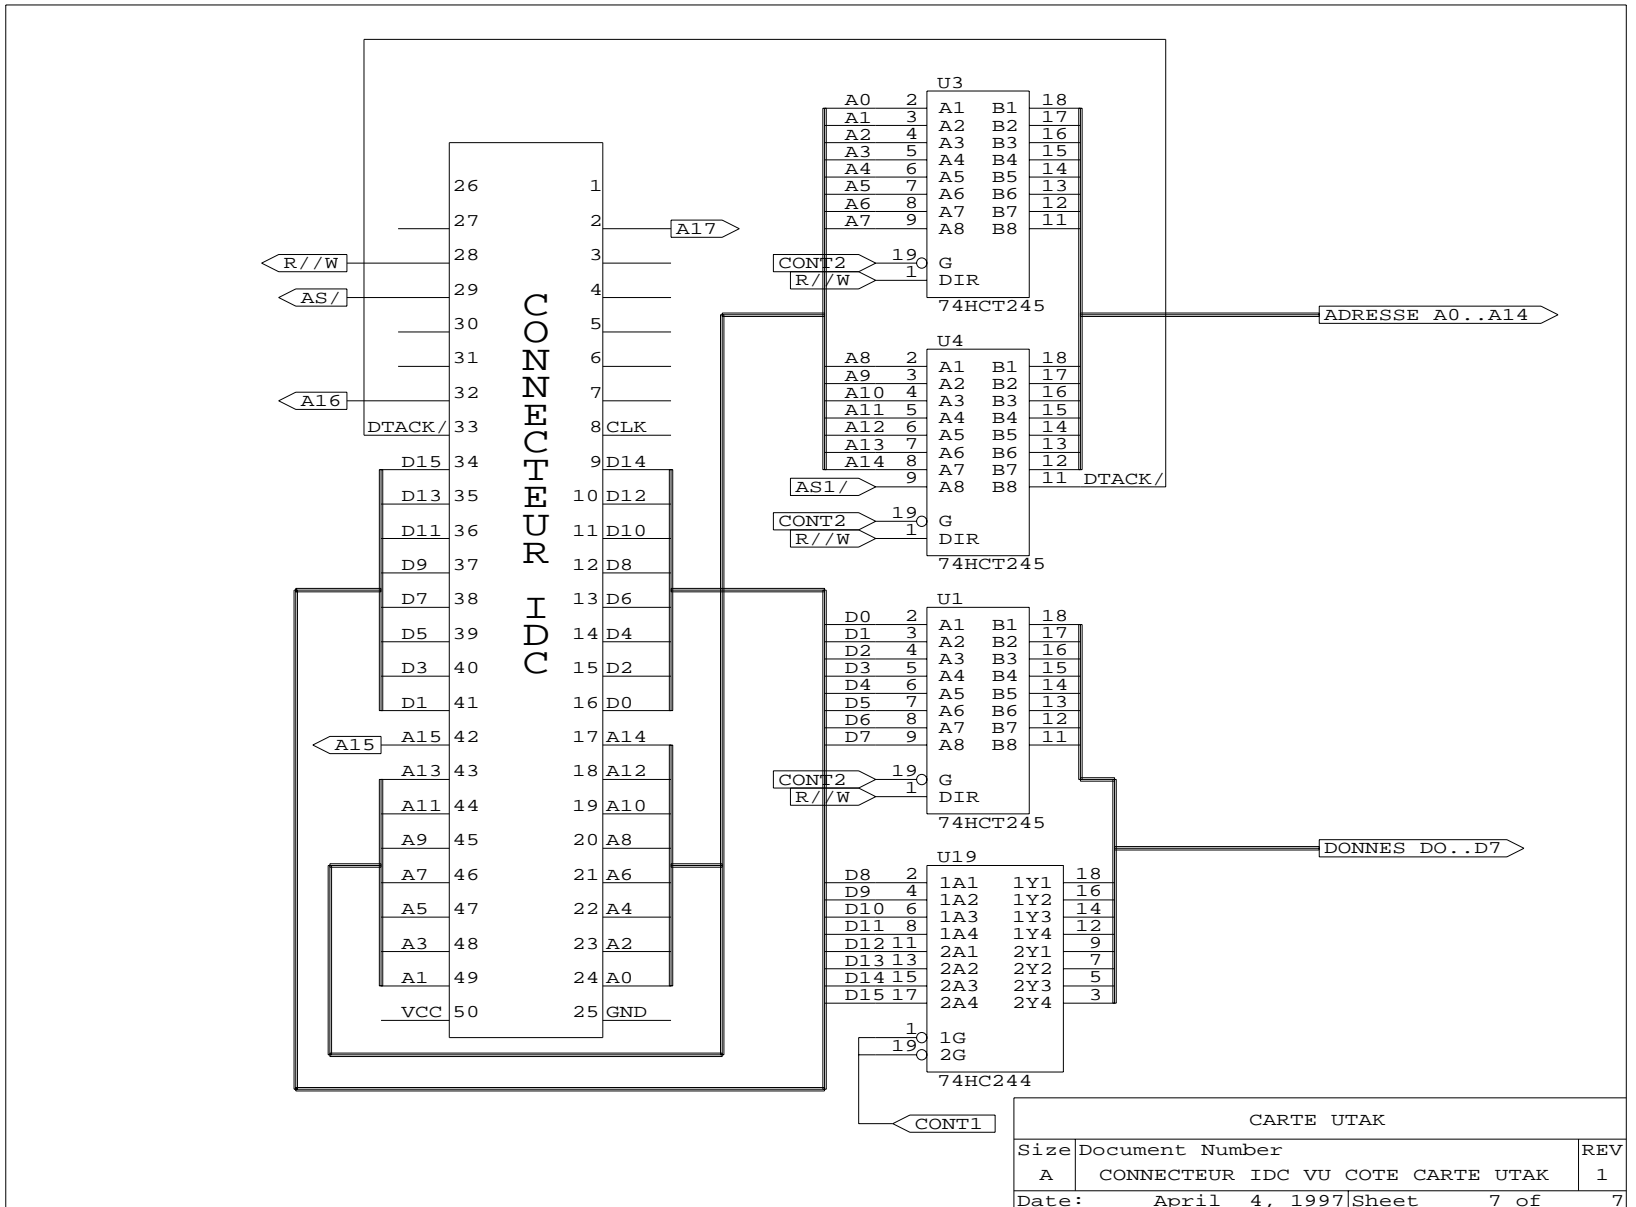 U3
A0 2 A1 B1 18
A1 3 A2 B2 17
A2 4 A3 B3 16
A3 5 A4 B4 15
A4 6 A5 B5 14
A5 7 A6 B6 13
A6 8 A7 B7 12
A7 9 A8 B8 11
CONT2 19 G
R//W 1 DIR
74HCT245
U4
A8 2 A1 B1 18
A9 3 A2 B2 17
A10 4 A3 B3 16
A11 5 A4 B4 15
A12 6 A5 B5 14
A13 7 A6 B6 13
A14 8 A7 B7 12
AS1/ 9 A8 B8 11 DTACK/
CONT2 19 G
R//W 1 DIR
74HCT245
ADRESSE A0..A14
26 1
27 2 A17
R//W 28 3
AS/ 29 4
30 5
31 6
A16 32 7
DTACK/ 33 8 CLK
D15 34 9 D14
D13 35 10 D12
D11 36 11 D10
D9 37 12 D8
D7 38 13 D6
D5 39 14 D4
D3 40 15 D2
D1 41 16 D0
A15 A15 42 17 A14
A13 43 18 A12
A11 44 19 A10
A9 45 20 A8
A7 46 21 A6
A5 47 22 A4
A3 48 23 A2
A1 49 24 A0
VCC 50 25 GND
CONNECTEUR IDC
U1
D0 2 A1 B1 18
D1 3 A2 B2 17
D2 4 A3 B3 16
D3 5 A4 B4 15
D4 6 A5 B5 14
D5 7 A6 B6 13
D6 8 A7 B7 12
D7 9 A8 B8 11
CONT2 19 G
R//W 1 DIR
74HCT245
DONNES DO..D7
U19
D8 2 1A1 1Y1 18
D9 4 1A2 1Y2 16
D10 6 1A3 1Y3 14
D11 8 1A4 1Y4 12
D12 11 2A1 2Y1 9
D13 13 2A2 2Y2 7
D14 15 2A3 2Y3 5
D15 17 2A4 2Y4 3
1 1G
19 2G
74HC244
CONT1
CARTE UTAK
Size Document Number REV
A CONNECTEUR IDC VU COTE CARTE UTAK 1
Date: April 4, 1997 Sheet 7 of 7